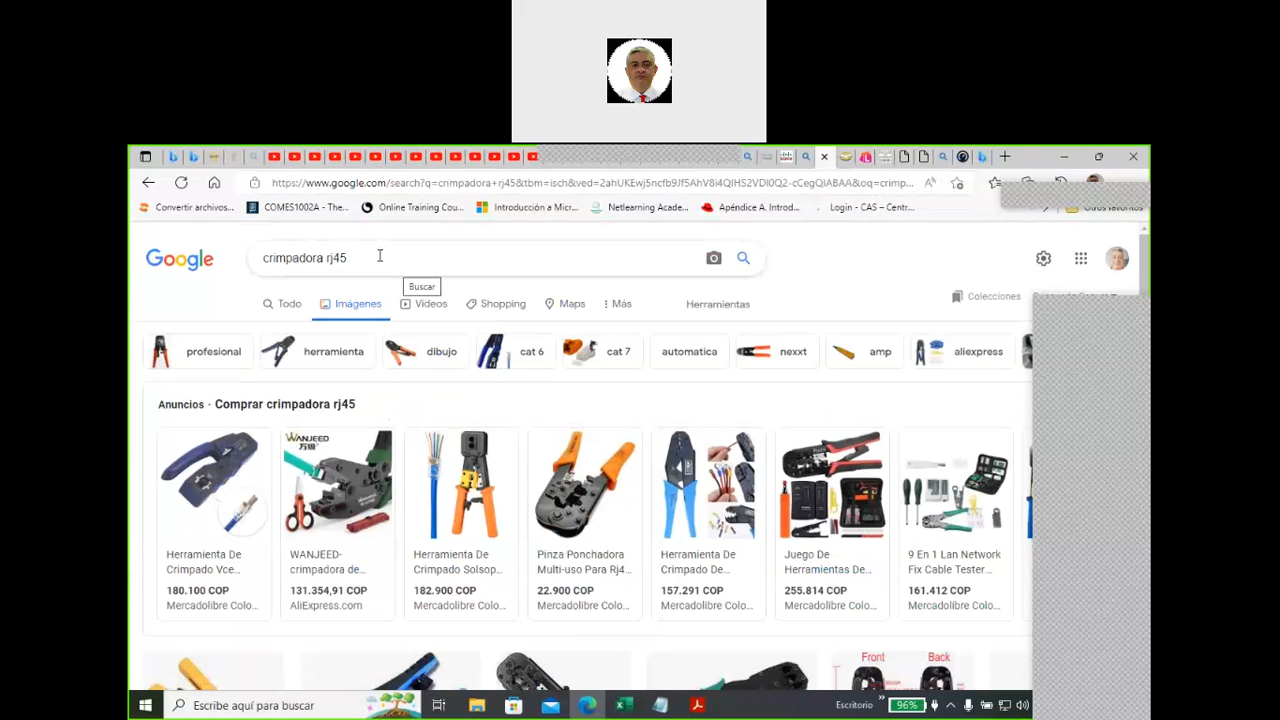 https://www.google.com/search?q=crimpadora+rj45&tbm=isch&ved=2ahUKEwj5ncfb9Jf5AhV8i4QIHS2VDI0Q2-cCegQIABAA&oq=crimp...
Convertir archivos...
COMES1002A - The...
Online Training Cou...
Introducción a Micr...
Netlearning Acade...
Apéndice A. Introd...
Login - CAS – Centr...
Otros favoritos
Google
crimpadora rj45
Buscar
Todo
Imágenes
Videos
Shopping
Maps
Más
Herramientas
Colecciones
profesional
herramienta
dibujo
cat 6
cat 7
automatica
nexxt
amp
aliexpress
Anuncios · Comprar crimpadora rj45
WANJEED
万级
WANJEED
Herramienta De
Crimpado Vce...
180.100 COP
Mercadolibre Colo...
WANJEED-
crimpadora de...
131.354,91 COP
AliExpress.com
Herramienta De
Crimpado Solsop...
182.900 COP
Mercadolibre Colo...
Pinza Ponchadora
Multi-uso Para Rj4...
22.900 COP
Mercadolibre Colo...
Herramienta De
Crimpado De...
157.291 COP
Mercadolibre Colo...
Juego De
Herramientas De...
255.814 COP
Mercadolibre Colo...
9 En 1 Lan Network
Fix Cable Tester...
161.412 COP
Mercadolibre Colo...
Front
Back
Escribe aquí para buscar
Escritorio
96%